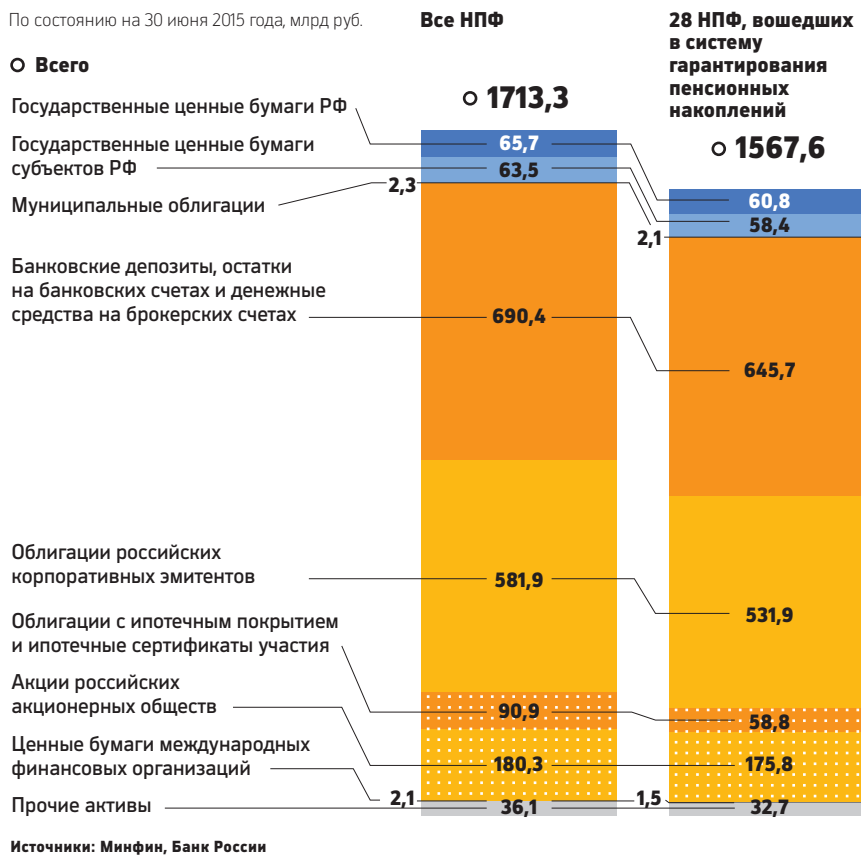 По состоянию на 30 июня 2015 года, млрд руб.
Всего
Все НПФ
1713,3
28 НПФ, вошедших
в систему
гарантирования
пенсионных
накоплений
1567,6
Государственные ценные бумаги РФ
65,7
60,8
Государственные ценные бумаги
субъектов РФ
63,5
58,4
Муниципальные облигации
2,3
2,1
Банковские депозиты, остатки
на банковских счетах и денежные
средства на брокерских счетах
690,4
645,7
Облигации российских
корпоративных эмитентов
581,9
531,9
Облигации с ипотечным покрытием
и ипотечные сертификаты участия
90,9
58,8
Акции российских
акционерных обществ
180,3
175,8
Ценные бумаги международных
финансовых организаций
2,1
1,5
Прочие активы
36,1
32,7
Источники: Минфин, Банк России